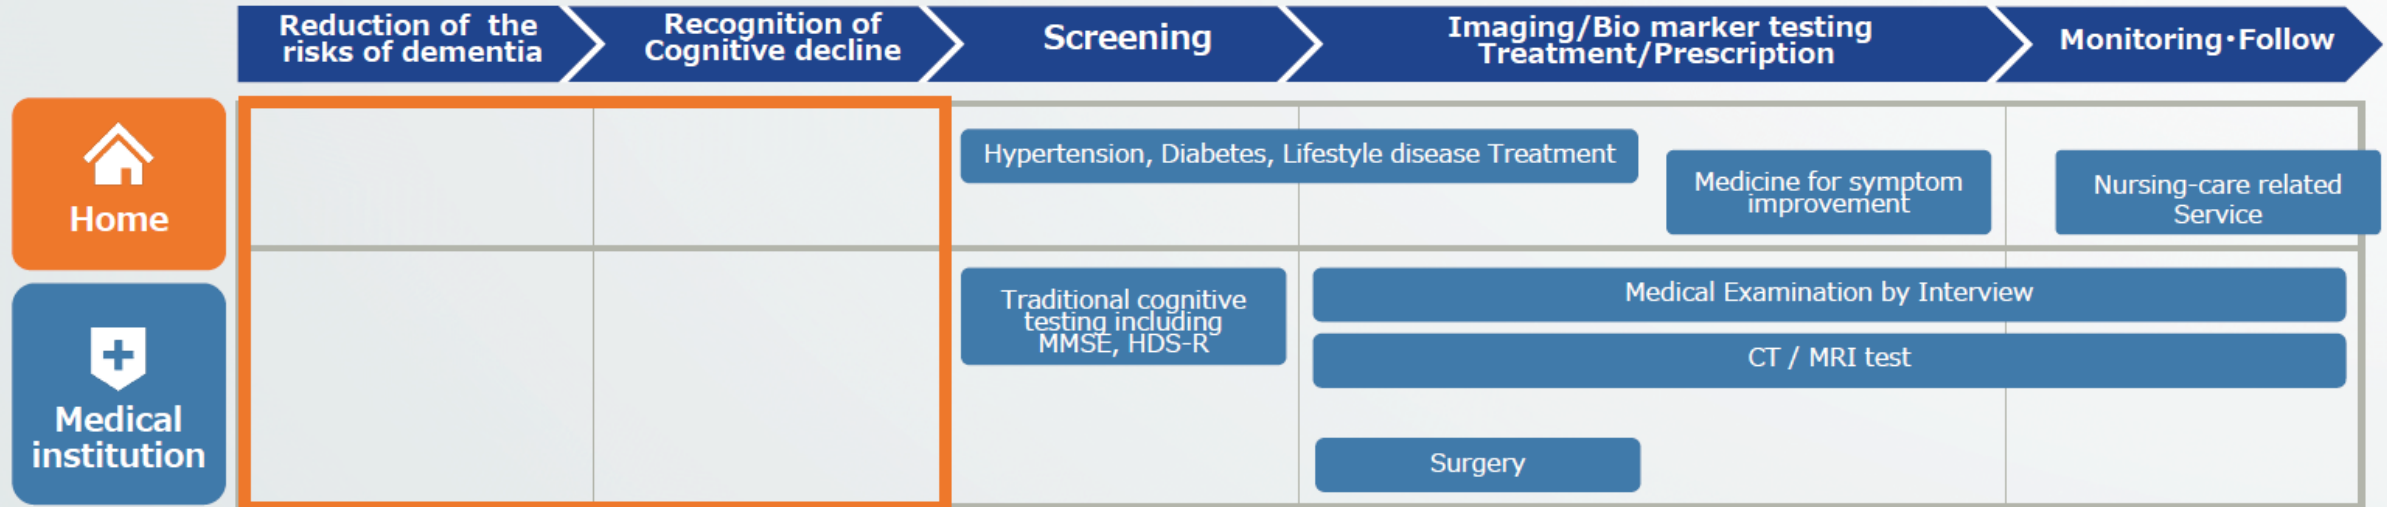 Reduction of the
risks of dementia
Recognition of
Cognitive decline
Screening
Imaging/Bio marker testing
Treatment/Prescription
Monitoring・Follow
Home
Hypertension, Diabetes, Lifestyle disease Treatment
Medicine for symptom
improvement
Nursing-care related
Service
Medical
institution
Traditional cognitive
testing including
MMSE, HDS-R
Medical Examination by Interview
CT / MRI test
Surgery